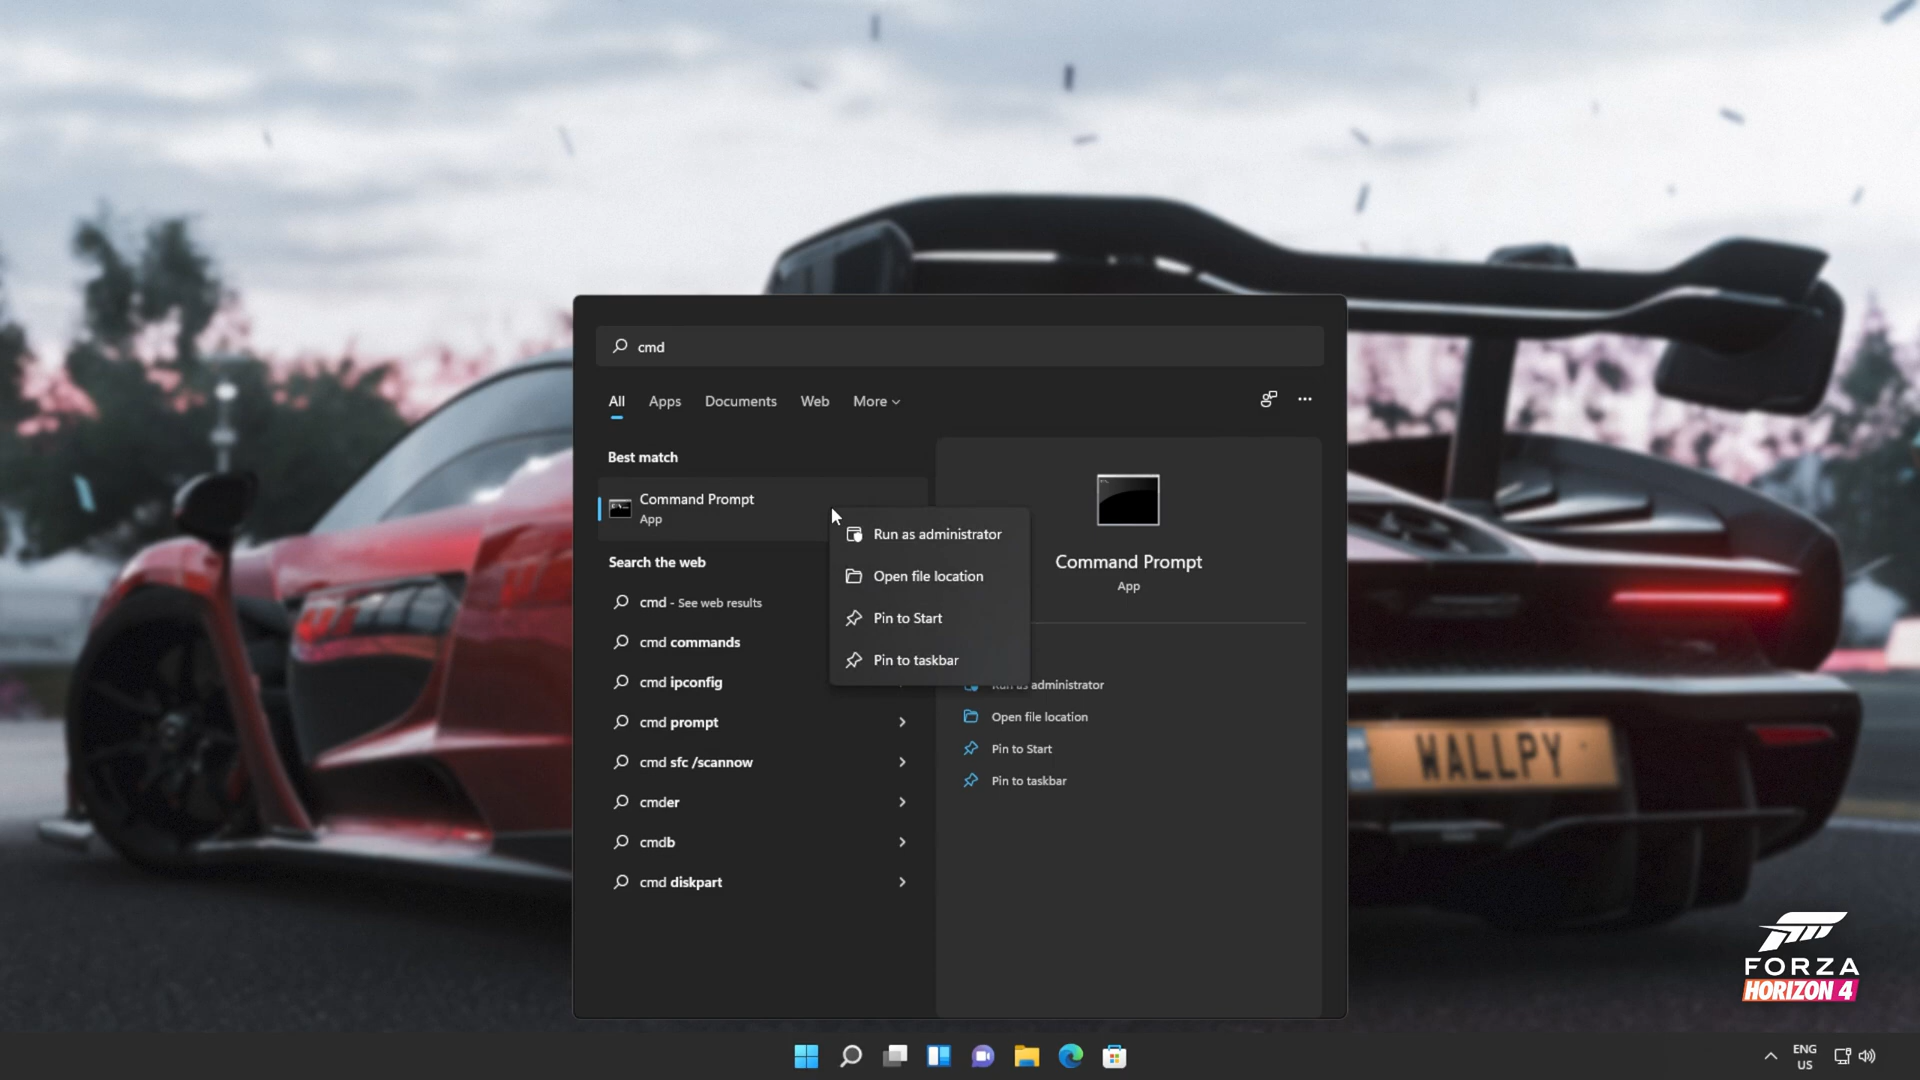 cmd
All Apps Documents Web More
Best match
Command Prompt
App
Search the web
cmd - See web results
cmd commands
cmd ipconfig
cmd prompt
cmd sfc /scannow
cmder
cmdb
cmd diskpart
Run as administrator
Open file location
Pin to Start
Pin to taskbar
Command Prompt
App
Run as administrator
Open file location
Pin to Start
Pin to taskbar
WALLPY
FORZA
HORIZON 4
ENG
US